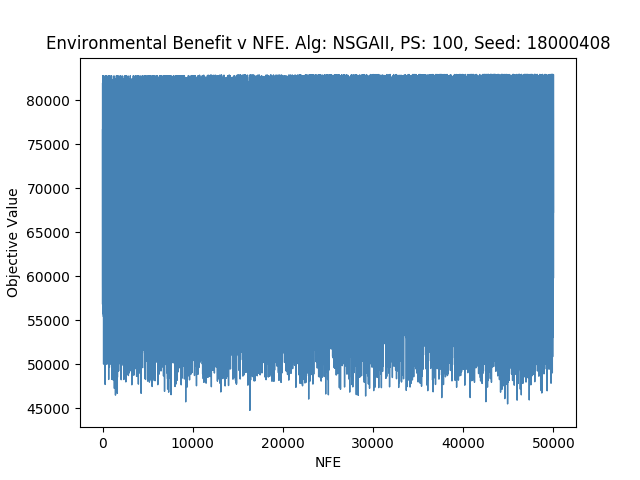 Environmental Benefit v NFE. Alg: NSGAII, PS: 100, Seed: 18000408
80000
75000
70000
65000
60000
55000
50000
45000
Objective Value
0 10000 20000 30000 40000 50000
NFE